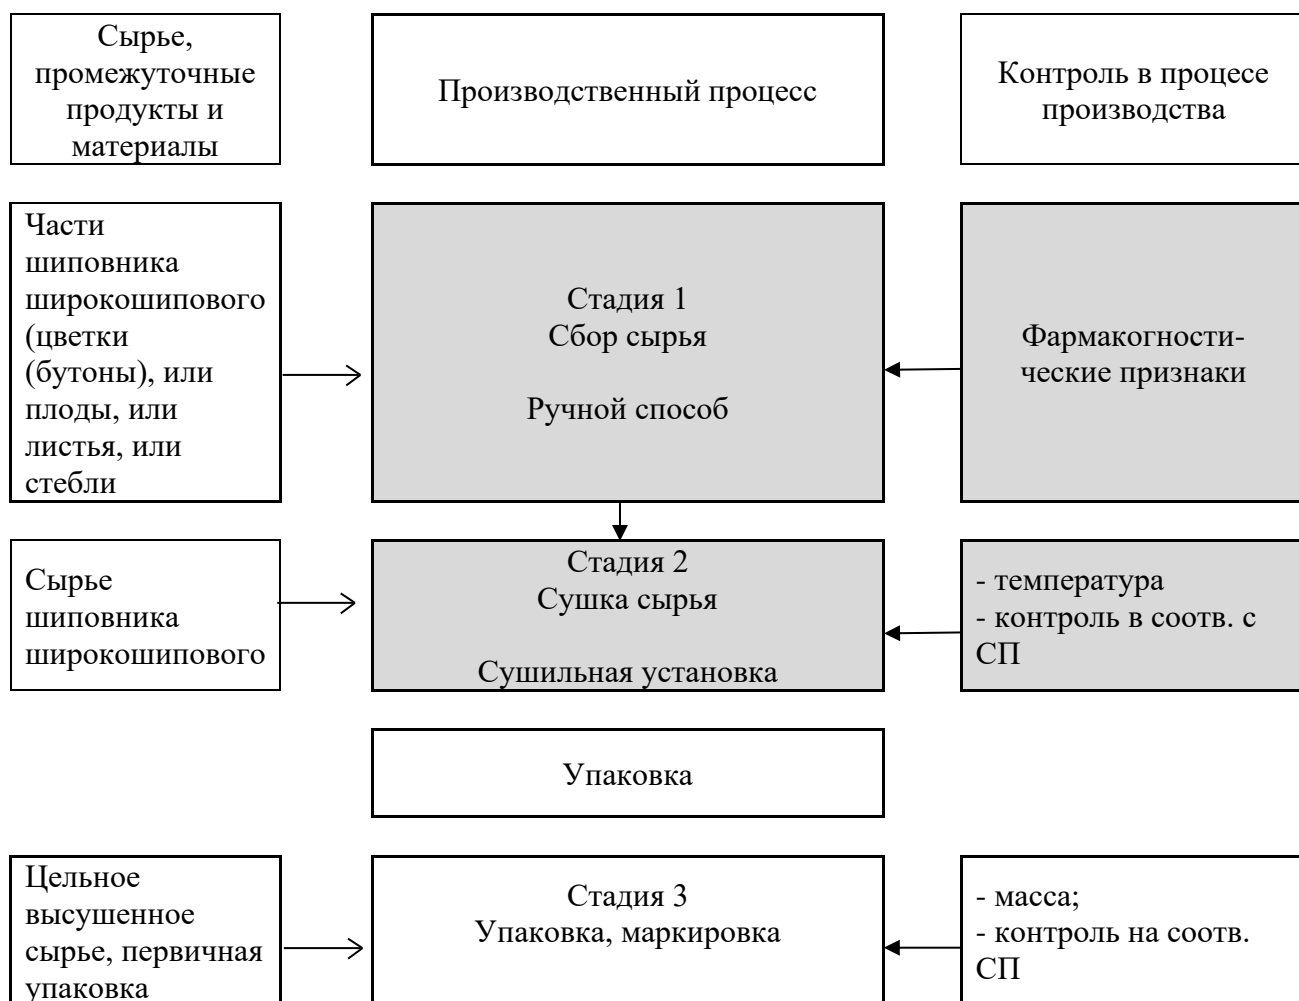 Сырье,
промежуточные
продукты и
материалы
Производственный процесс
Контроль в процесе
производства
Части
шиповника
широкошипового
(цветки
(бутоны), или
плоды, или
листья, или
стебли
Стадия 1
Сбор сырья
Ручной способ
Фармакогности-
ческие признаки
Сырье
шиповника
широкошипового
Стадия 2
Сушка сырья
Сушильная установка
- температура
- контроль в соотв. с
СП
Упаковка
Цельное
высушенное
сырье, первичная
упаковка
Стадия 3
Упаковка, маркировка
- масса;
- контроль на соотв.
СП